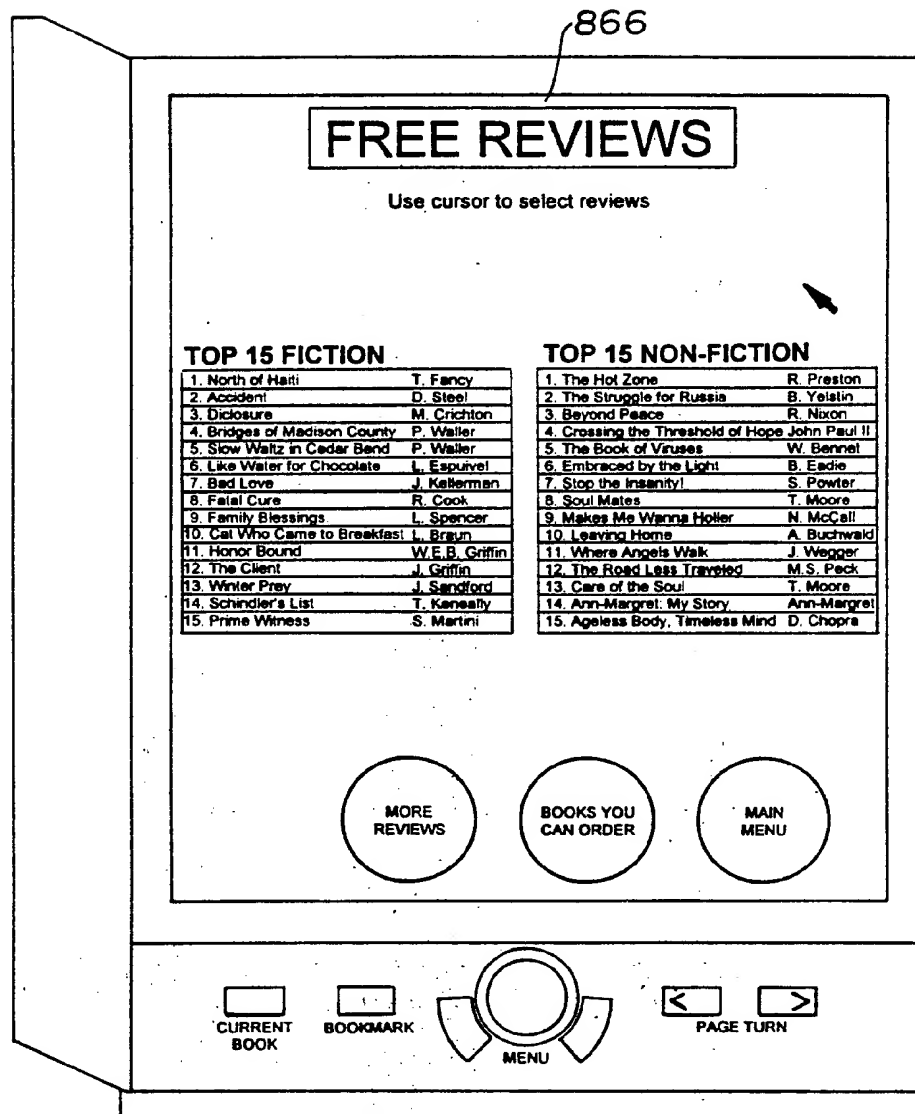 866
FREE REVIEWS
Use cursor to select reviews
TOP 15 FICTION
1. North of Haiti T. Fancy
2. Accident D. Steel
3. Diclosure M. Crichton
4. Bridges of Madison County P. Waller
5. Slow Waltz in Cedar Bend P. Waller
6. Like Water for Chocolate L. Espuivel
7. Bad Love J. Kellerman
8. Fatal Cure R. Cook
9. Family Blessings L. Spencer
10. Cat Who Came to Breakfast L. Braun
11. Honor Bound W.E.B. Griffin
12. The Client J. Griffin
13. Winter Prey J. Sandford
14. Schindler's List T. Keneally
15. Prime Witness S. Martini
TOP 15 NON-FICTION
1. The Hot Zone R. Preston
2. The Struggle for Russia B. Yelstin
3. Beyond Peace R. Nixon
4. Crossing the Threshold of Hope John Paul II
5. The Book of Viruses W. Bennet
6. Embraced by the Light B. Eadie
7. Stop the Insanity! S. Powter
8. Soul Mates T. Moore
9. Makes Me Wanna Holler N. McCall
10. Leaving Home A. Buchwald
11. Where Angels Walk J. Wegger
12. The Road Less Traveled M.S. Peck
13. Care of the Soul T. Moore
14. Ann-Margret: My Story Ann-Margret
15. Ageless Body, Timeless Mind D. Chopra
MORE
REVIEWS
BOOKS YOU
CAN ORDER
MAIN
MENU
CURRENT
BOOK
BOOKMARK
MENU
< >
PAGE TURN